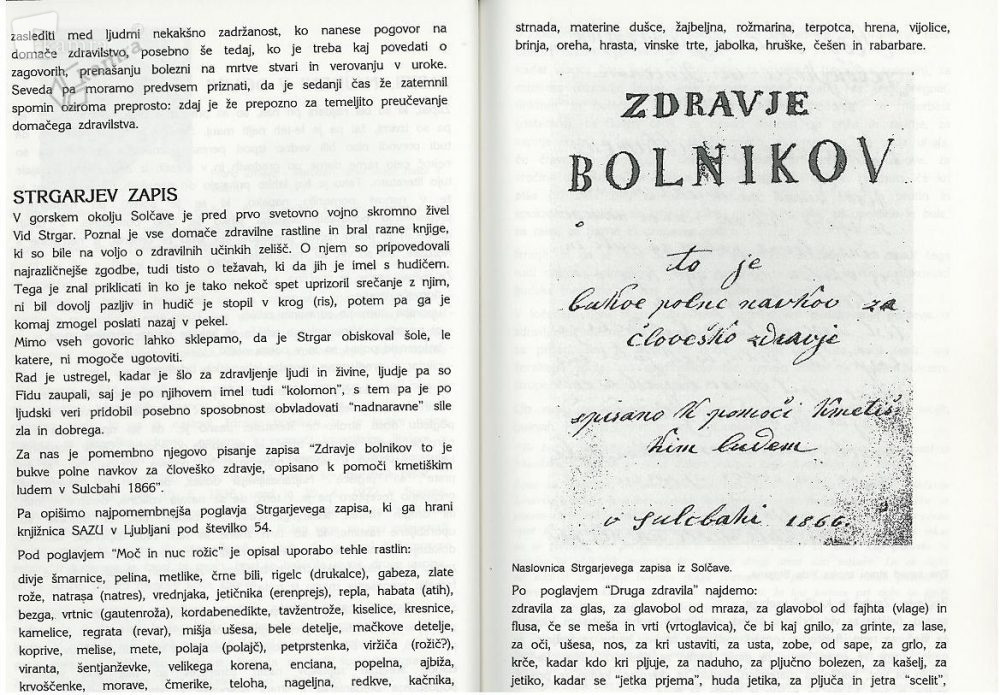 zaslediti med ljudmi nekakšno zadržanost, ko nanese pogovor na
domače zdravilstvo, posebno še tedaj, ko je treba kaj povedati o
zagovorih, prenašanju bolezni na mrtve stvari in verovanju v uroke.
Seveda pa moramo predvsem priznati, da je sedanji čas že zatemnil
spomin oziroma preprosto: zdaj je že prepozno za temeljito preučevanje
domačega zdravilstva.
STRGARJEV ZAPIS
V gorskem okolju Solčave je pred prvo svetovno vojno skromno živel
Vid Strgar. Poznal je vse domače zdravilne rastline in bral razne knjige,
ki so bile na voljo o zdravilnih učinkih zelišč. O njem so pripovedovali
najrazličnejše zgodbe, tudi tisto o težavah, ki da jih je imel s hudičem.
Tega je znal priklicati in ko je tako nekoč spet uprizoril srečanje z njim,
ni bil dovolj pazljiv in hudič je stopil v krog (ris), potem pa ga je
komaj zmogel poslati nazaj v pekel.
Mimo vseh govoric lahko sklepamo, da je Strgar obiskoval šole, le
katere, ni mogoče ugotoviti.
Rad je ustregel, kadar je šlo za zdravljenje ljudi in živine, ljudje pa so
Fidu zaupali, saj je po njihovem imel tudi "kolomon", s tem pa je po
ljudski veri pridobil posebno sposobnost obvladovati "nadnaravne" sile
zla in dobrega.
Za nas je pomembno njegovo pisanje zapisa "Zdravje bolnikov to je
bukve polne navkov za človeško zdravje, opisano k pomoči kmetiškim
ludem v Sulcbahi 1866".
Pa opišimo najpomembnejša poglavja Strgarjevega zapisa, ki ga hrani
knjižnica SAZU v Ljubljani pod številko 54.
Pod poglavjem "Moč in nuc rožic" je opisal uporabo tehle rastlin:
divje šmarnice, pelina, metlike, črne bili, rigelc (drukalce), gabeza, zlate
rože, natrasa (natres), vrednjaka, jetičnika (erenprejs), repla, habata (atih),
bezga, vrtnic (gautenroža), kordabenedikte, tavžentrože, kiselice, kresnice,
kamelice, regrata (revar), mišja ušesa, bele detelje, mačkove detelje,
koprive, melise, mete, polaja (polajč), petprstenka, viržiča (rožič?),
viranta, šentjanževke, velikega korena, enciana, popelna, ajbiža,
krvoščenke, morave, čmerike, teloha, nageljna, redkve, kačnika,
strnada, materine dušce, žajbeljna, rožmarina, terpotca, hrena, vijolice,
brinja, oreha, hrasta, vinske trte, jabolka, hruške, češen in rabarbare.
ZDRAVJE
BOLNIKOV
to je
bukve polne navkov za
človeško zdravje
spisano k pomoči kmetiš
kim ludem
v Sulcbahi 1866.
Naslovnica Strgarjevega zapisa iz Solčave.
Po poglavjem "Druga zdravila" najdemo:
zdravila za glas, za glavobol od mraza, za glavobol od fajhta (vlage) in
flusa, če se meša in vrti (vrtoglavica), če bi kaj gnilo, za grinte, za lase,
za oči, ušesa, nos, za kri ustaviti, za usta, zobe, od sape, za grlo, za
krče, kadar kdo kri pljuje, za naduho, za pljučno bolezen, za kašelj, za
jetiko, kadar se "jetka prjema", huda jetika, za pljuča in jetra "scelit",